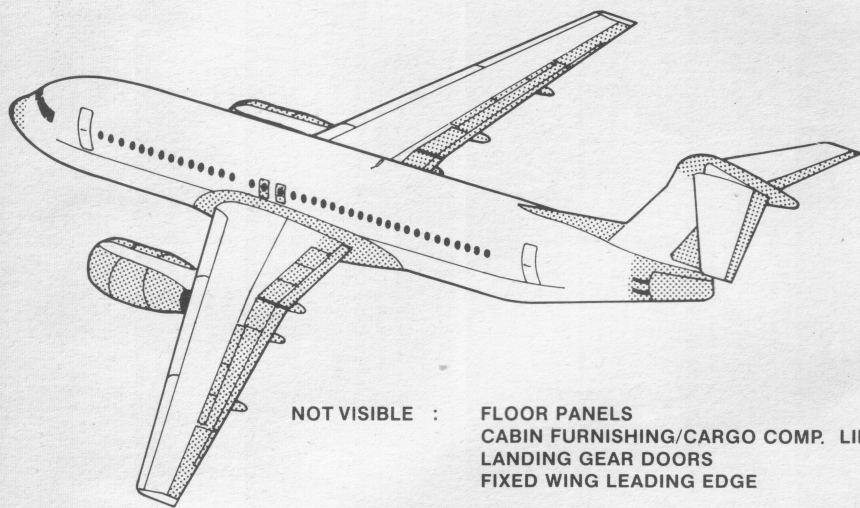 NOT VISIBLE : FLOOR PANELS
CABIN FURNISHING/CARGO COMP.
LANDING GEAR DOORS
FIXED WING LEADING EDGE